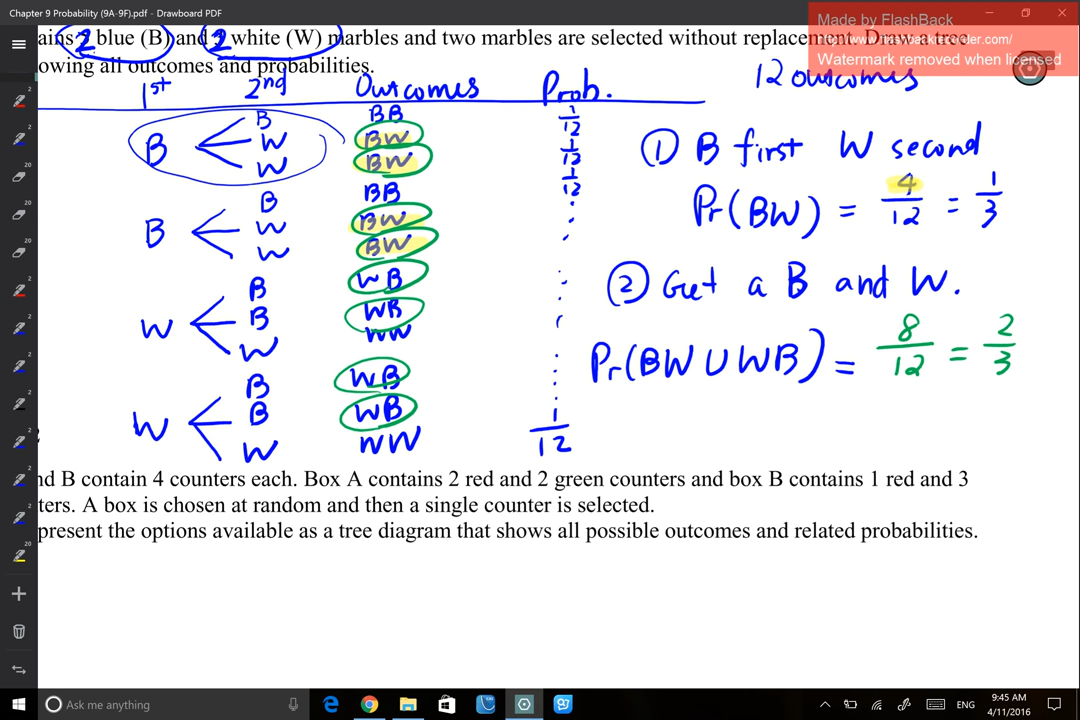 Chapter 9 Probability (9A-9F).pdf - Drawboard PDF
Made by FlashBack
http://www.flashbackrecorder.com/
Watermark removed when licensed
ains 2 blue (B) and 2 white (W) marbles and two marbles are selected without replacement. Draw a tree
owing all outcomes and probabilities.
12 outcomes
1st 2nd Outcomes Prob.
B B BB 1/12
W BW 1/12
W BW 1/12
B B BB
W BW
W BW
W B WB
B WB
W WW
W B WB
B WB
W WW 1/12
① B first W second
Pr(BW) = 4/12 = 1/3
② Get a B and W.
Pr(BW U WB) = 8/12 = 2/3
nd B contain 4 counters each. Box A contains 2 red and 2 green counters and box B contains 1 red and 3
ters. A box is chosen at random and then a single counter is selected.
present the options available as a tree diagram that shows all possible outcomes and related probabilities.
Ask me anything
ENG
9:45 AM
4/11/2016